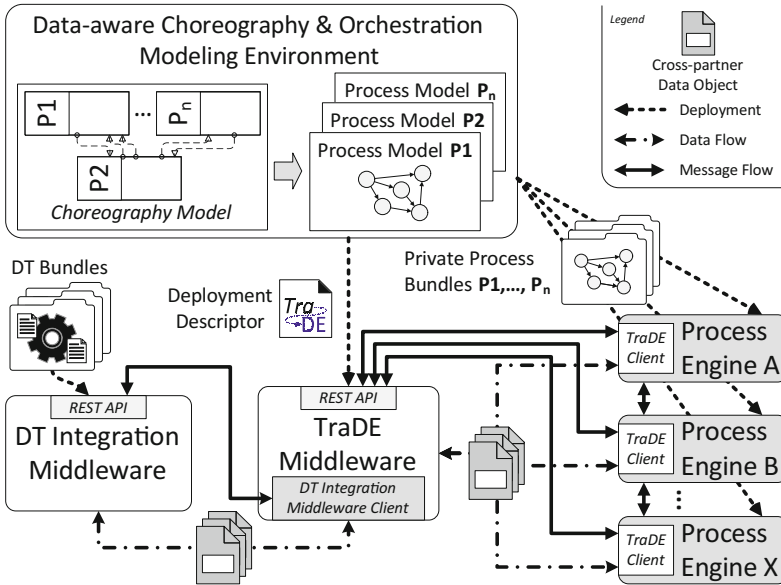 Data-aware Choreography & Orchestration
Modeling Environment
P1
...
Pn
P2
Choreography Model
Process Model Pn
Process Model P2
Process Model P1
Legend
Cross-partner
Data Object
Deployment
Data Flow
Message Flow
DT Bundles
Deployment
Descriptor
Tra
DE
Private Process
Bundles P1,..., Pn
REST API
DT Integration
Middleware
REST API
TraDE
Middleware
DT Integration
Middleware Client
TraDE
Client
Process
Engine A
TraDE
Client
Process
Engine B
...
TraDE
Client
Process
Engine X